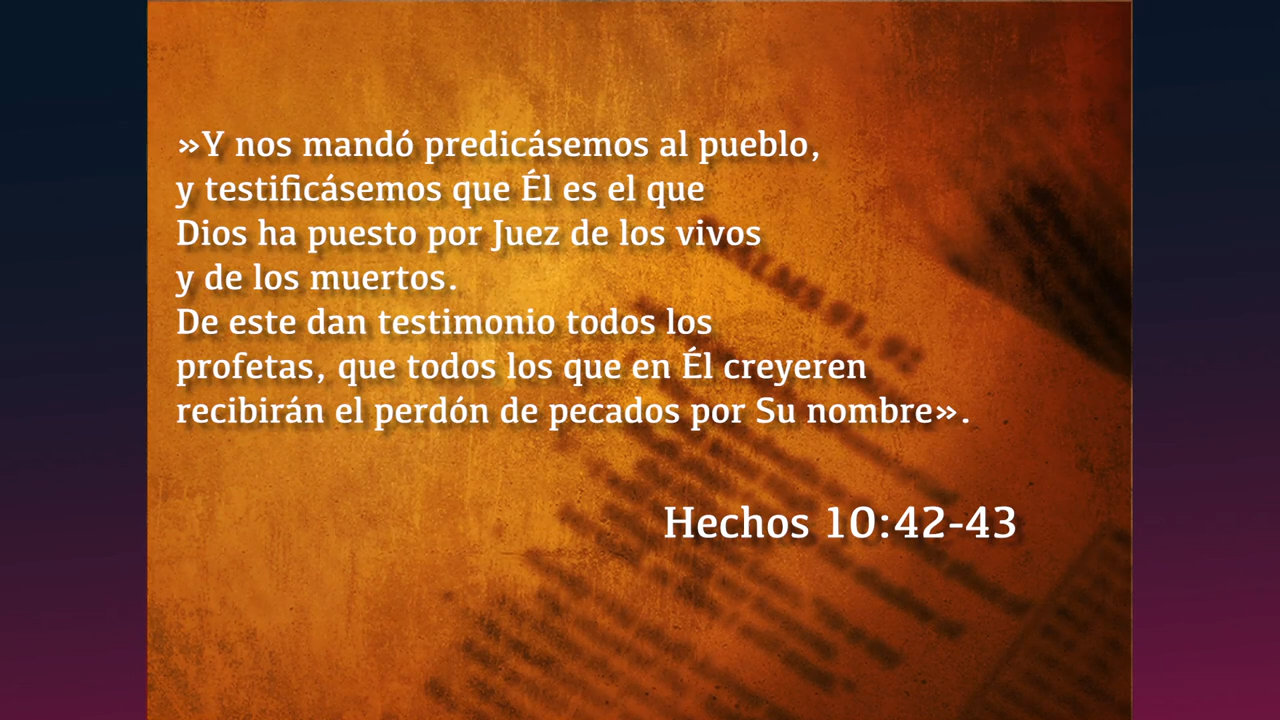 »Y nos mandó predicásemos al pueblo,
y testificásemos que Él es el que
Dios ha puesto por Juez de los vivos
y de los muertos.
De este dan testimonio todos los
profetas, que todos los que en Él creyeren
recibirán el perdón de pecados por Su nombre».
Hechos 10:42-43